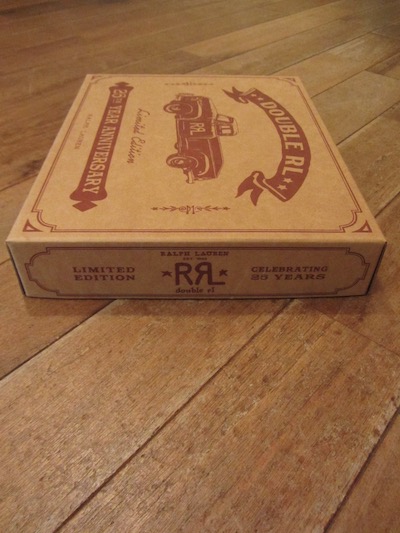 DOUBLE RL
RRL
Limited Edition
25TH YEAR ANNIVERSARY
RALPH LAUREN
RRL
double rl
LIMITED
EDITION
CELEBRATING
25 YEARS